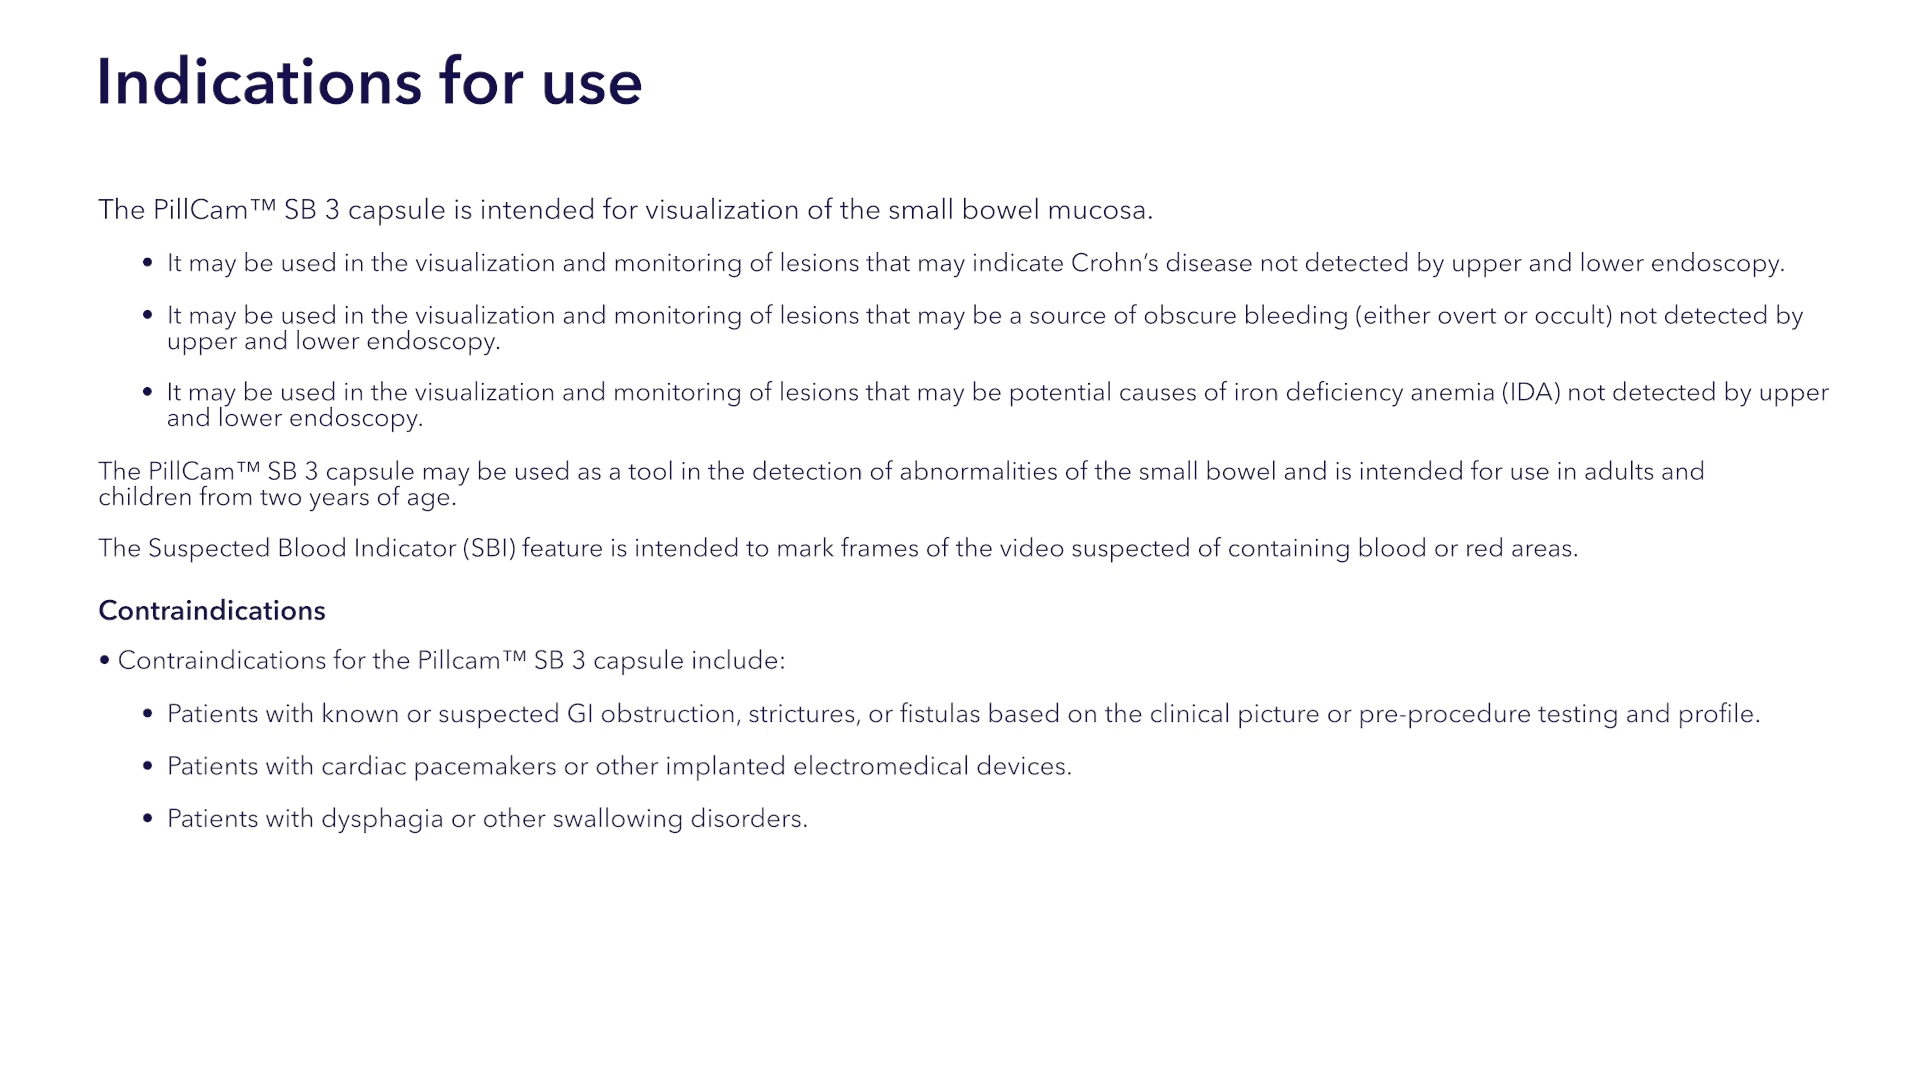 Indications for use
The PillCam™ SB 3 capsule is intended for visualization of the small bowel mucosa.
• It may be used in the visualization and monitoring of lesions that may indicate Crohn’s disease not detected by upper and lower endoscopy.
• It may be used in the visualization and monitoring of lesions that may be a source of obscure bleeding (either overt or occult) not detected by
upper and lower endoscopy.
• It may be used in the visualization and monitoring of lesions that may be potential causes of iron deficiency anemia (IDA) not detected by upper
and lower endoscopy.
The PillCam™ SB 3 capsule may be used as a tool in the detection of abnormalities of the small bowel and is intended for use in adults and
children from two years of age.
The Suspected Blood Indicator (SBI) feature is intended to mark frames of the video suspected of containing blood or red areas.
Contraindications
• Contraindications for the Pillcam™ SB 3 capsule include:
• Patients with known or suspected GI obstruction, strictures, or fistulas based on the clinical picture or pre-procedure testing and profile.
• Patients with cardiac pacemakers or other implanted electromedical devices.
• Patients with dysphagia or other swallowing disorders.